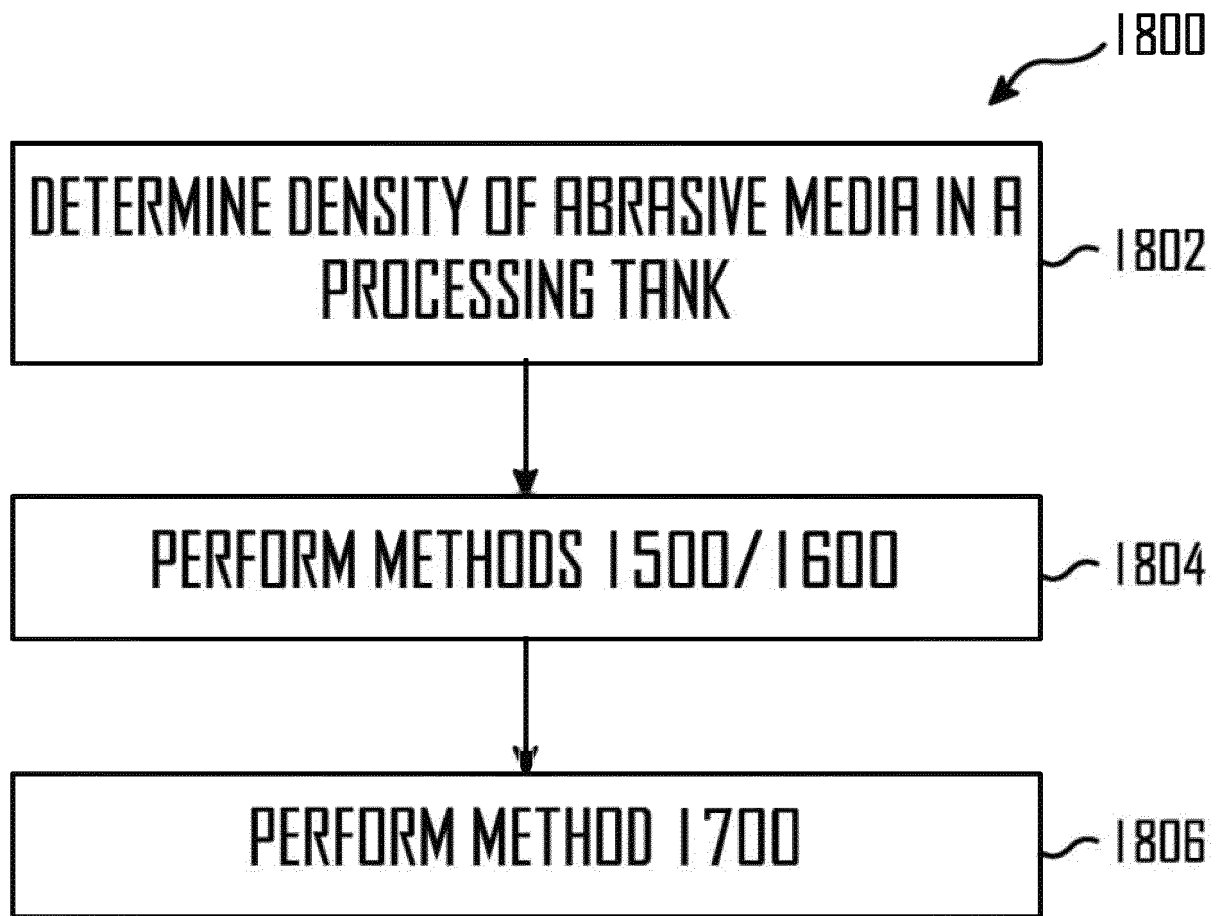 1800
DETERMINE DENSITY OF ABRASIVE MEDIA IN A
PROCESSING TANK
1802
PERFORM METHODS 1500/1600
1804
PERFORM METHOD 1700
1806